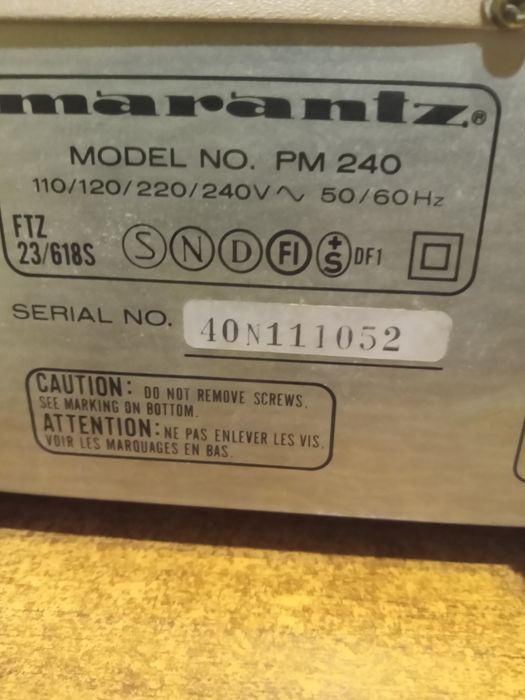 marantz®
MODEL NO. PM 240
110/120/220/240V ~ 50/60Hz
FTZ
23/618S
S N D FI +S DF1
SERIAL NO. 40N111052
CAUTION: DO NOT REMOVE SCREWS.
SEE MARKING ON BOTTOM.
ATTENTION: NE PAS ENLEVER LES VIS.
VOIR LES MARQUAGES EN BAS.